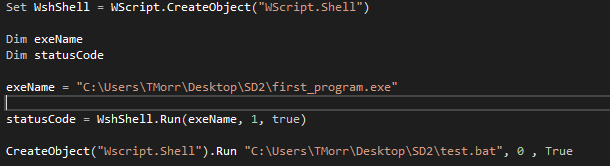 Set WshShell = WScript.CreateObject("WScript.Shell")
Dim exeName
Dim statusCode
exeName = "C:\Users\TMorr\Desktop\SD2\first_program.exe"
statusCode = WshShell.Run(exeName, 1, true)
CreateObject("Wscript.Shell").Run "C:\Users\TMorr\Desktop\SD2\test.bat", 0 , True